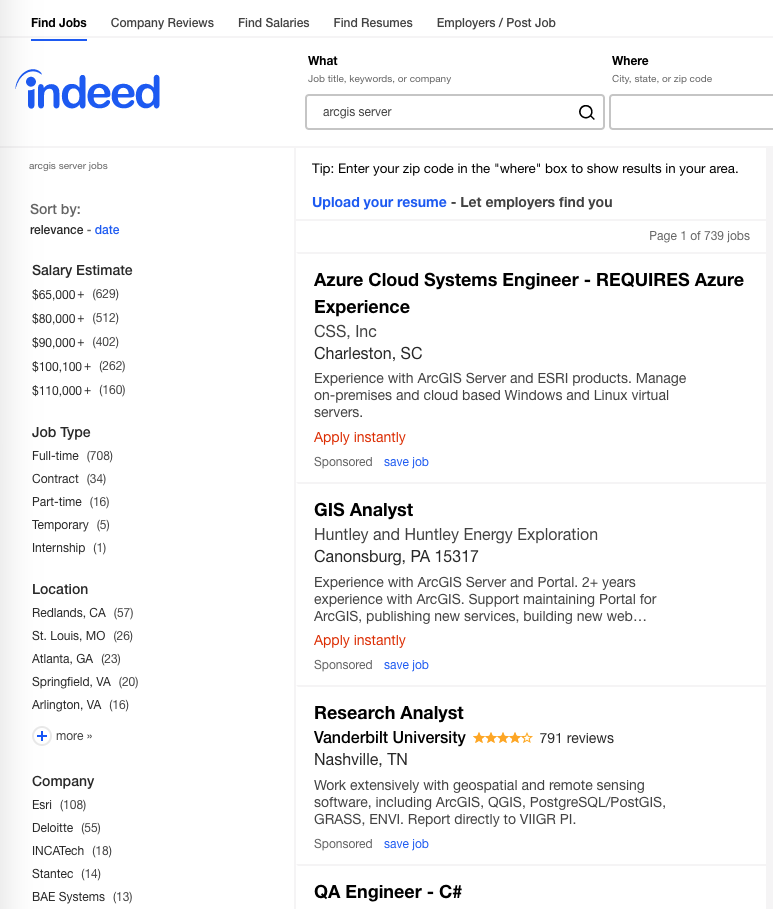 Find Jobs Company Reviews Find Salaries Find Resumes Employers / Post Job
indeed
What
Job title, keywords, or company
arcgis server
Where
City, state, or zip code
arcgis server jobs
Sort by:
relevance - date
Salary Estimate
$65,000+ (629)
$80,000+ (512)
$90,000+ (402)
$100,100+ (262)
$110,000+ (160)
Job Type
Full-time (708)
Contract (34)
Part-time (16)
Temporary (5)
Internship (1)
Location
Redlands, CA (57)
St. Louis, MO (26)
Atlanta, GA (23)
Springfield, VA (20)
Arlington, VA (16)
more »
Company
Esri (108)
Deloitte (55)
INCATech (18)
Stantec (14)
BAE Systems (13)
Tip: Enter your zip code in the "where" box to show results in your area.
Upload your resume - Let employers find you
Page 1 of 739 jobs
Azure Cloud Systems Engineer - REQUIRES Azure
Experience
CSS, Inc
Charleston, SC
Experience with ArcGIS Server and ESRI products. Manage
on-premises and cloud based Windows and Linux virtual
servers.
Apply instantly
Sponsored save job
GIS Analyst
Huntley and Huntley Energy Exploration
Canonsburg, PA 15317
Experience with ArcGIS Server and Portal. 2+ years
experience with ArcGIS. Support maintaining Portal for
ArcGIS, publishing new services, building new web…
Apply instantly
Sponsored save job
Research Analyst
Vanderbilt University 791 reviews
Nashville, TN
Work extensively with geospatial and remote sensing
software, including ArcGIS, QGIS, PostgreSQL/PostGIS,
GRASS, ENVI. Report directly to VIIGR PI.
Sponsored save job
QA Engineer - C#